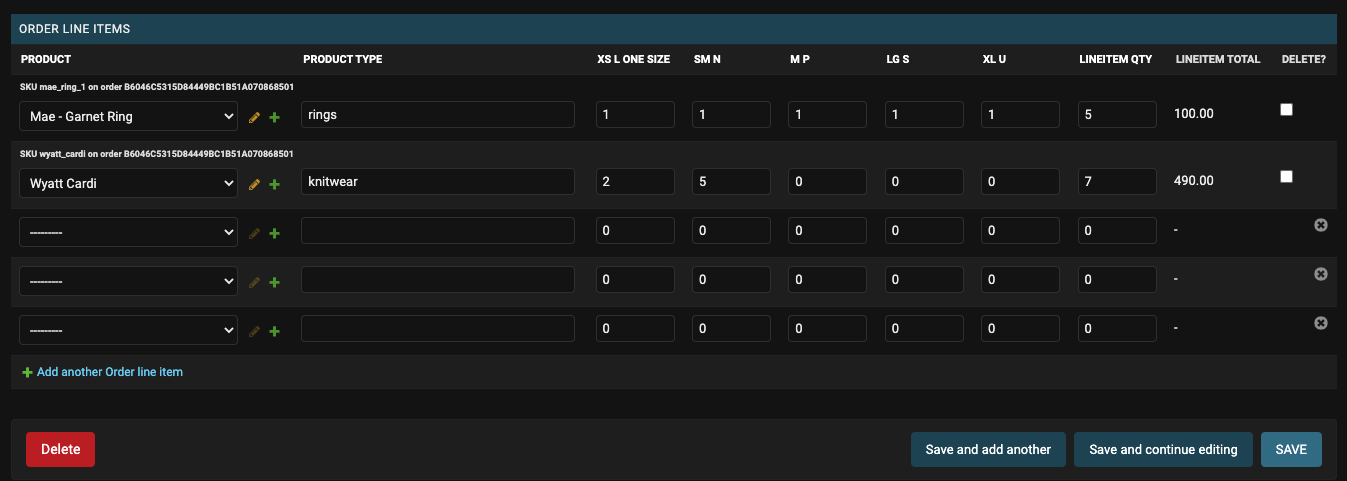 ORDER LINE ITEMS
PRODUCT PRODUCT TYPE XS L ONE SIZE SM N M P LG S XL U LINEITEM QTY LINEITEM TOTAL DELETE?
SKU mae_ring_1 on order B6046C5315D84449BC1B51A070868501
Mae - Garnet Ring rings 1 1 1 1 1 5 100.00
SKU wyatt_cardi on order B6046C5315D84449BC1B51A070868501
Wyatt Cardi knitwear 2 5 0 0 0 7 490.00
--------- 0 0 0 0 0 0 -
--------- 0 0 0 0 0 0 -
--------- 0 0 0 0 0 0 -
Add another Order line item
Delete Save and add another Save and continue editing SAVE